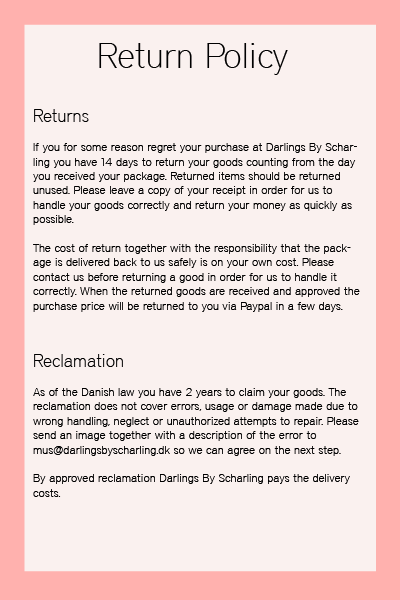 Return Policy
Returns
If you for some reason regret your purchase at Darlings By Schar-
ling you have 14 days to return your goods counting from the day
you received your package. Returned items should be returned
unused. Please leave a copy of your receipt in order for us to
handle your goods correctly and return your money as quickly as
possible.
The cost of return together with the responsibility that the pack-
age is delivered back to us safely is on your own cost. Please
contact us before returning a good in order for us to handle it
correctly. When the returned goods are received and approved the
purchase price will be returned to you via Paypal in a few days.
Reclamation
As of the Danish law you have 2 years to claim your goods. The
reclamation does not cover errors, usage or damage made due to
wrong handling, neglect or unauthorized attempts to repair. Please
send an image together with a description of the error to
mus@darlingsbyscharling.dk so we can agree on the next step.
By approved reclamation Darlings By Scharling pays the delivery
costs.